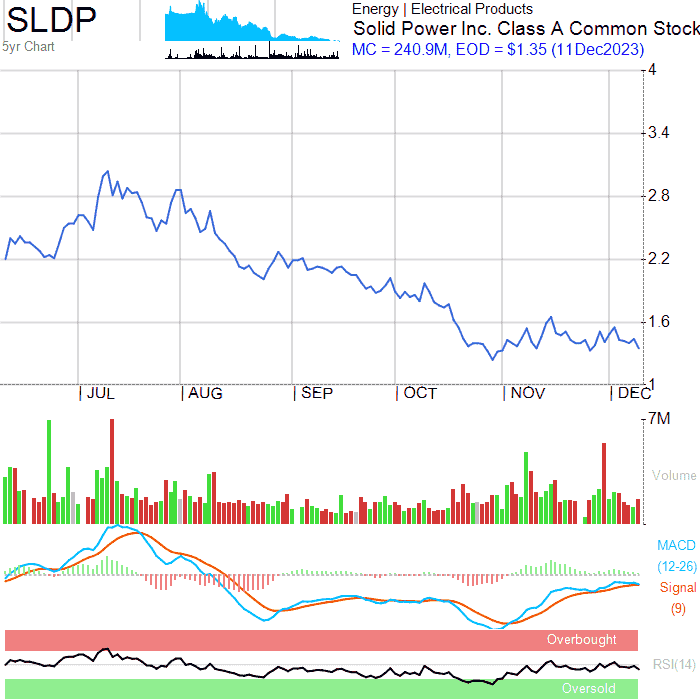 SLDP
5yr Chart
Energy | Electrical Products
Solid Power Inc. Class A Common Stock
MC = 240.9M, EOD = $1.35 (11Dec2023)
4
3.4
2.8
2.2
1.6
1
JUL AUG SEP OCT NOV DEC
7M
Volume
MACD
(12-26)
Signal
(9)
Overbought
RSI(14)
Oversold